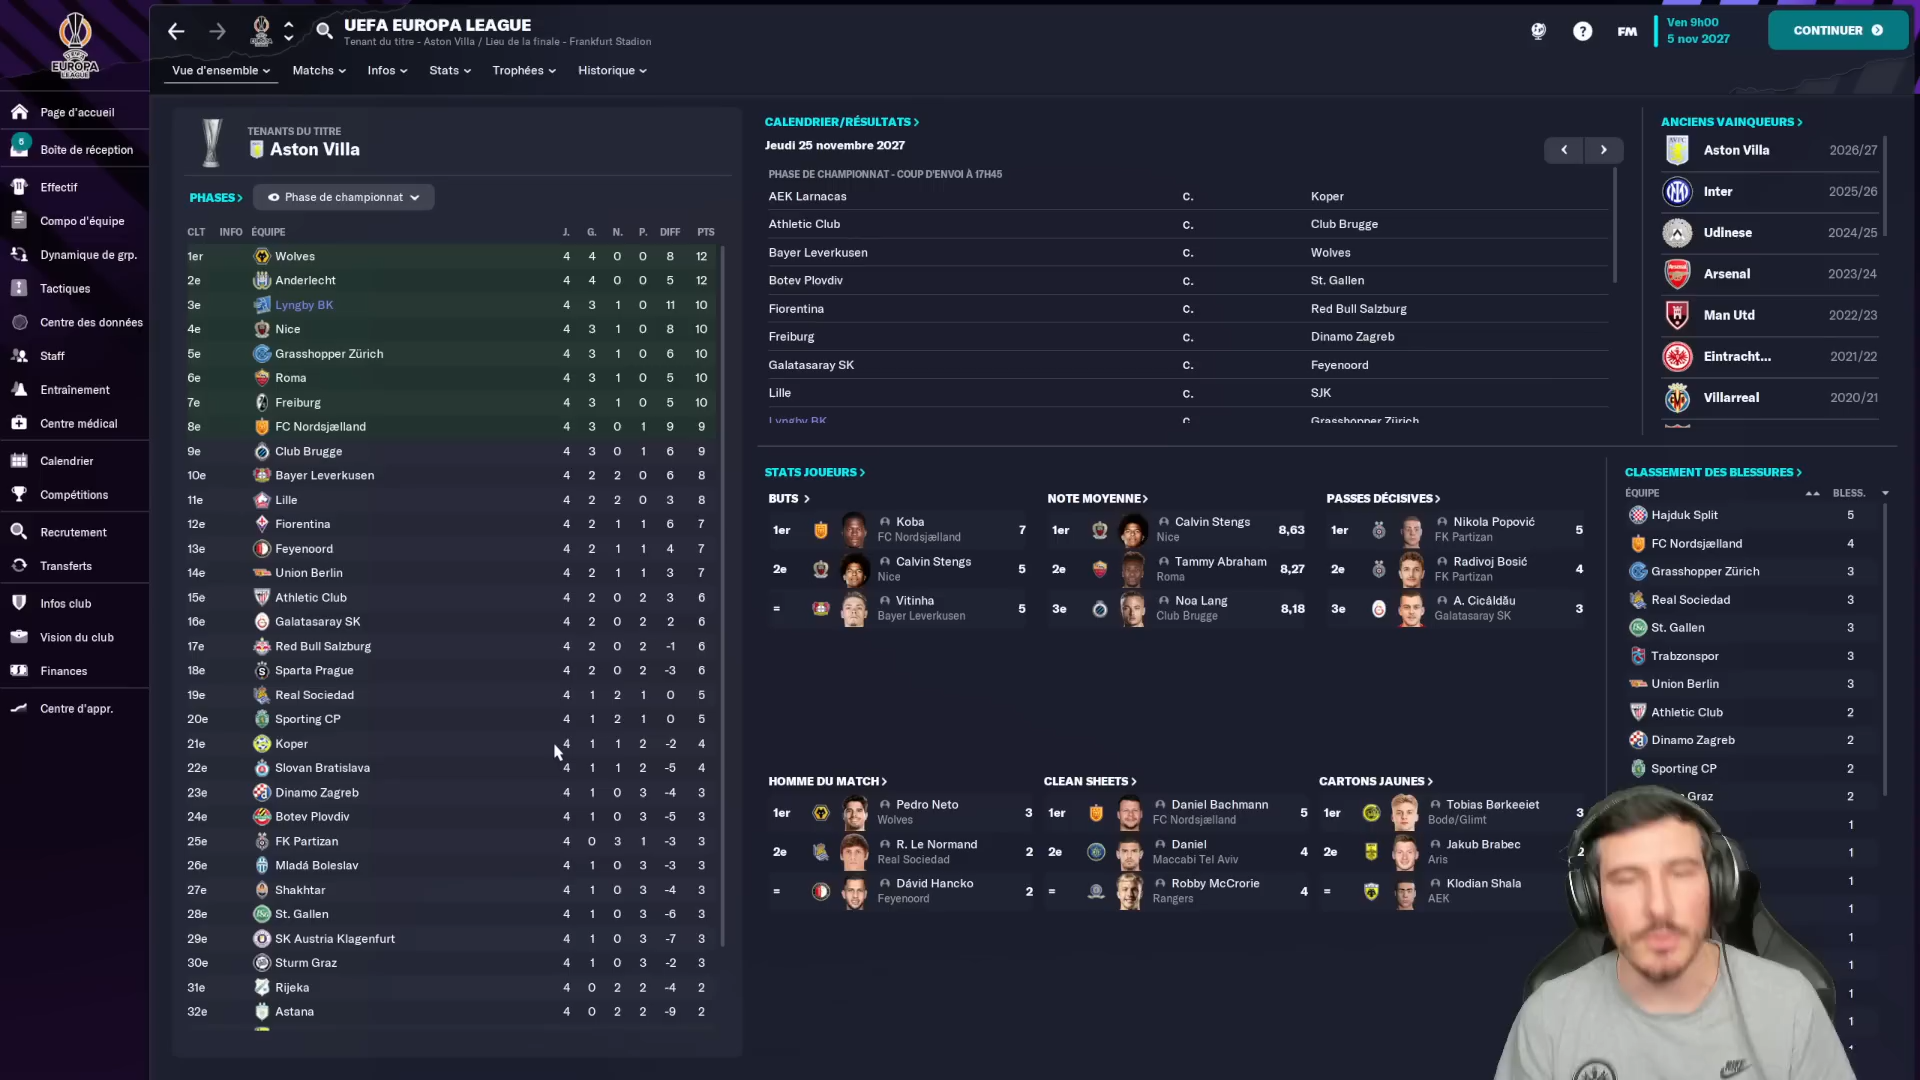 UEFA EUROPA LEAGUE
Tenant du titre - Aston Villa / Lieu de la finale - Frankfurt Stadion
FM
Ven 9h00
5 nov 2027
CONTINUER
EUROPA
LEAGUE
Vue d'ensemble
Matchs
Infos
Stats
Trophées
Historique
Page d'accueil
6
Boîte de réception
Effectif
Compo d'équipe
Dynamique de grp.
Tactiques
Centre des données
Staff
Entraînement
Centre médical
Calendrier
Compétitions
Recrutement
Transferts
Infos club
Vision du club
Finances
Centre d'appr.
TENANTS DU TITRE
Aston Villa
PHASES
Phase de championnat
CLT INFO ÉQUIPE J. G. N. P. DIFF PTS
1er Wolves 4 4 0 0 8 12
2e Anderlecht 4 4 0 0 5 12
3e Lyngby BK 4 3 1 0 11 10
4e Nice 4 3 1 0 8 10
5e Grasshopper Zürich 4 3 1 0 6 10
6e Roma 4 3 1 0 5 10
7e Freiburg 4 3 1 0 5 10
8e FC Nordsjælland 4 3 0 1 9 9
9e Club Brugge 4 3 0 1 6 9
10e Bayer Leverkusen 4 2 2 0 6 8
11e Lille 4 2 2 0 3 8
12e Fiorentina 4 2 1 1 6 7
13e Feyenoord 4 2 1 1 4 7
14e Union Berlin 4 2 1 1 3 7
15e Athletic Club 4 2 0 2 3 6
16e Galatasaray SK 4 2 0 2 2 6
17e Red Bull Salzburg 4 2 0 2 -1 6
18e Sparta Prague 4 2 0 2 -3 6
19e Real Sociedad 4 1 2 1 0 5
20e Sporting CP 4 1 2 1 0 5
21e Koper 4 1 1 2 -2 4
22e Slovan Bratislava 4 1 1 2 -5 4
23e Dinamo Zagreb 4 1 0 3 -4 3
24e Botev Plovdiv 4 1 0 3 -5 3
25e FK Partizan 4 0 3 1 -3 3
26e Mladá Boleslav 4 1 0 3 -3 3
27e Shakhtar 4 1 0 3 -4 3
28e St. Gallen 4 1 0 3 -6 3
29e SK Austria Klagenfurt 4 1 0 3 -7 3
30e Sturm Graz 4 1 0 3 -2 3
31e Rijeka 4 0 2 2 -4 2
32e Astana 4 0 2 2 -9 2
CALENDRIER/RÉSULTATS
Jeudi 25 novembre 2027
PHASE DE CHAMPIONNAT - COUP D'ENVOI À 17H45
AEK Larnacas c. Koper
Athletic Club c. Club Brugge
Bayer Leverkusen c. Wolves
Botev Plovdiv c. St. Gallen
Fiorentina c. Red Bull Salzburg
Freiburg c. Dinamo Zagreb
Galatasaray SK c. Feyenoord
Lille c. SJK
Lyngby BK c Grasshopper Zürich
ANCIENS VAINQUEURS
Aston Villa 2026/27
Inter 2025/26
Udinese 2024/25
Arsenal 2023/24
Man Utd 2022/23
Eintracht... 2021/22
Villarreal 2020/21
STATS JOUEURS
BUTS
1er Koba 7
FC Nordsjælland
2e Calvin Stengs 5
Nice
= Vitinha 5
Bayer Leverkusen
NOTE MOYENNE
1er Calvin Stengs 8,63
Nice
2e Tammy Abraham 8,27
Roma
3e Noa Lang 8,18
Club Brugge
PASSES DÉCISIVES
1er Nikola Popović 5
FK Partizan
2e Radivoj Bosić 4
FK Partizan
3e A. Cicâldău 3
Galatasaray SK
HOMME DU MATCH
1er Pedro Neto 3
Wolves
2e R. Le Normand 2
Real Sociedad
= Dávid Hancko 2
Feyenoord
CLEAN SHEETS
1er Daniel Bachmann 5
FC Nordsjælland
2e Daniel 4
Maccabi Tel Aviv
= Robby McCrorie 4
Rangers
CARTONS JAUNES
1er Tobias Børkeeiet 3
Bodø/Glimt
2e Jakub Brabec 2
Aris
= Klodian Shala
AEK
CLASSEMENT DES BLESSURES
ÉQUIPE BLESS.
Hajduk Split 5
FC Nordsjælland 4
Grasshopper Zürich 3
Real Sociedad 3
St. Gallen 3
Trabzonspor 3
Union Berlin 3
Athletic Club 2
Dinamo Zagreb 2
Sporting CP 2
Graz 2
1
1
1
1
1
1
1
1